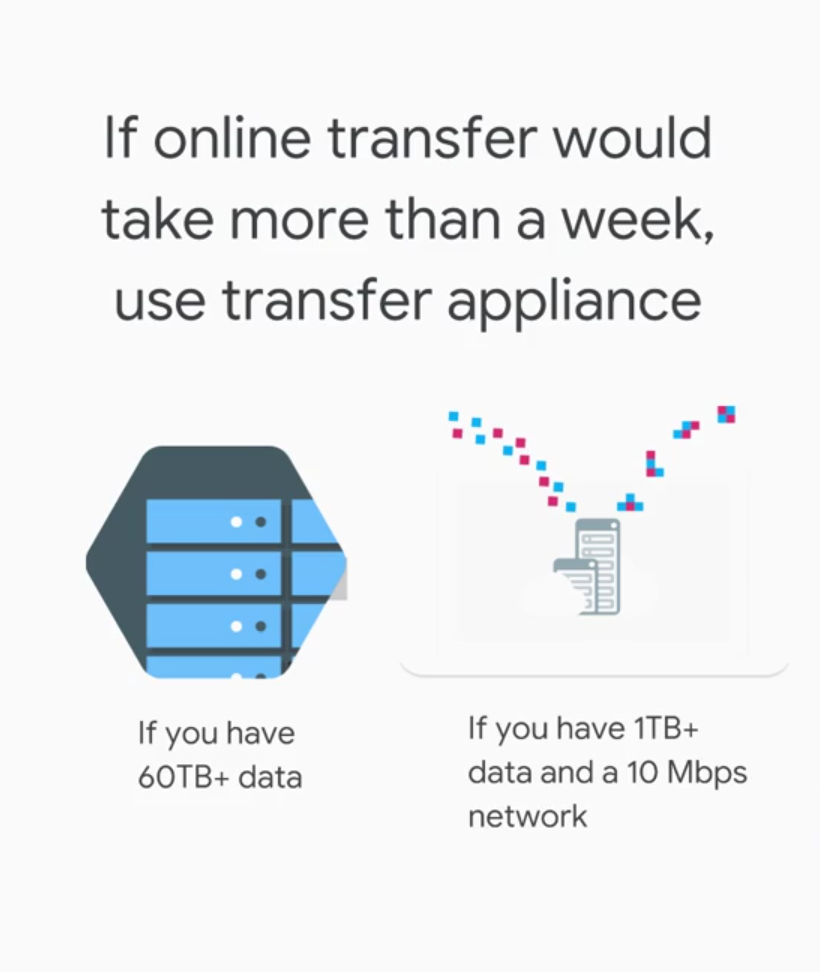 If online transfer would
take more than a week,
use transfer appliance
If you have
60TB+ data
If you have 1TB+
data and a 10 Mbps
network